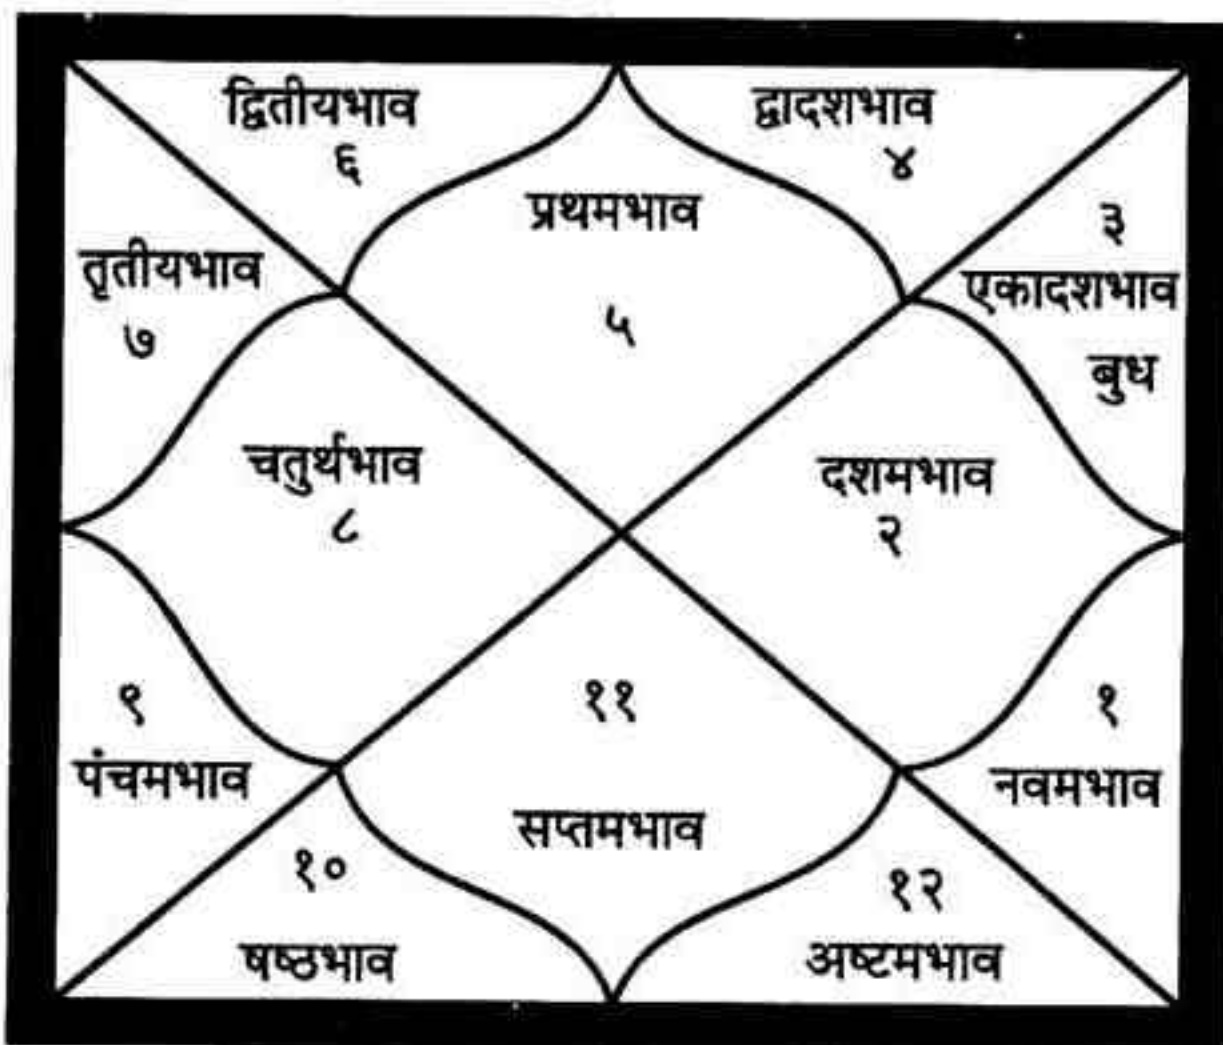 द्वितीयभाव
६
द्वादशभाव
४
प्रथमभाव
५
३
एकादशभाव
बुध
तृतीयभाव
७
चतुर्थभाव
८
दशमभाव
२
९
पंचमभाव
११
सप्तमभाव
१
नवमभाव
१०
षष्ठभाव
१२
अष्टमभाव